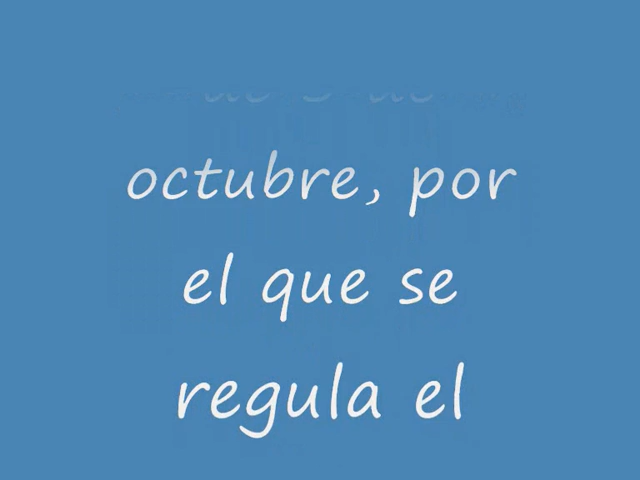 octubre, por
el que se
regula el